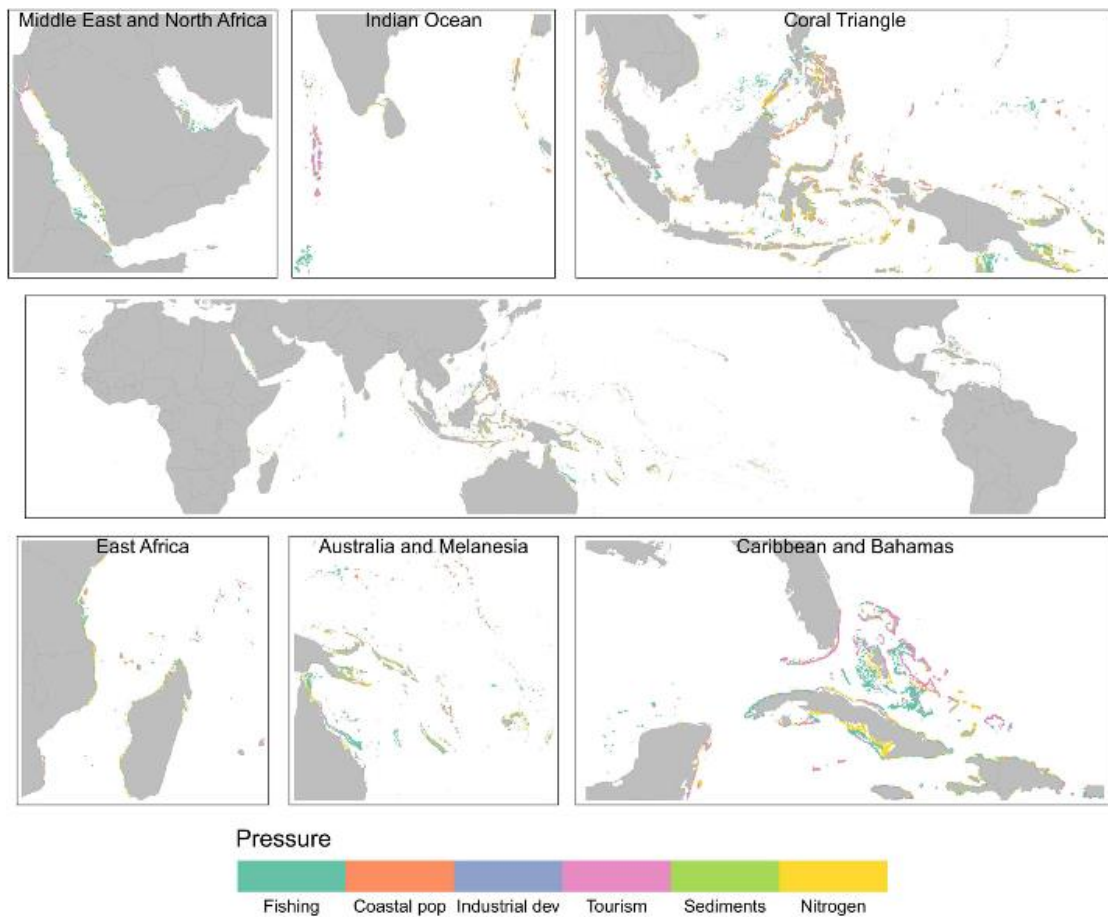 Middle East and North Africa
Indian Ocean
Coral Triangle
East Africa
Australia and Melanesia
Caribbean and Bahamas
Pressure
Fishing Coastal pop Industrial dev Tourism Sediments Nitrogen